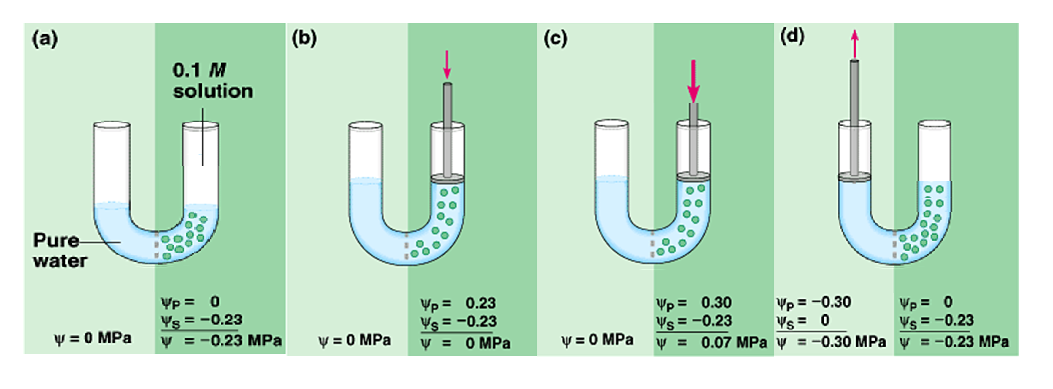 (a)
0.1 M
solution
Pure
water
ψ = 0 MPa
ψP = 0
ψS = −0.23
ψ = −0.23 MPa
(b)
ψ = 0 MPa
ψP = 0.23
ψS = −0.23
ψ = 0 MPa
(c)
ψ = 0 MPa
ψP = 0.30
ψS = −0.23
ψ = 0.07 MPa
(d)
ψP = −0.30
ψS = 0
ψ = −0.30 MPa
ψP = 0
ψS = −0.23
ψ = −0.23 MPa